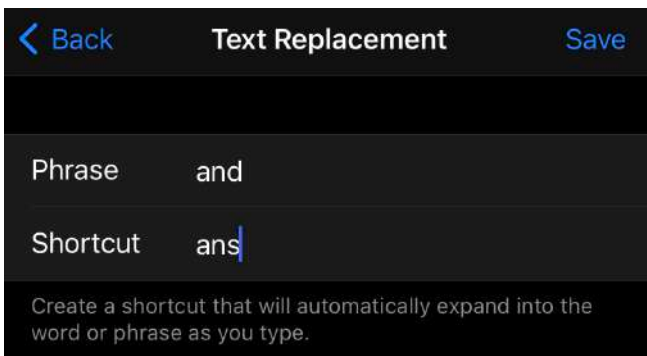 Back Text Replacement Save
Phrase and
Shortcut ans
Create a shortcut that will automatically expand into the
word or phrase as you type.